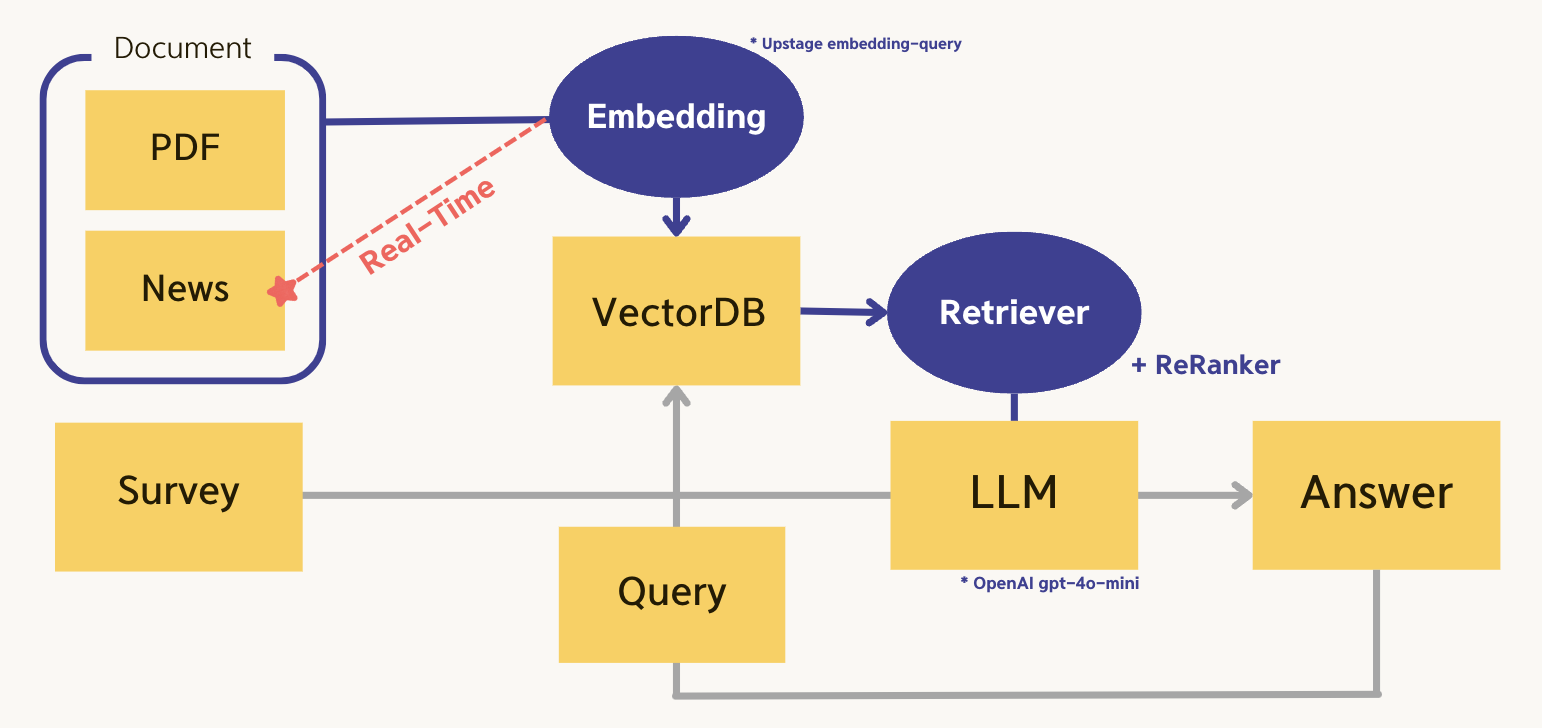 Document
PDF
News
Real-Time
Embedding
* Upstage embedding-query
VectorDB
Retriever
+ ReRanker
Survey
Query
LLM
* OpenAI gpt-4o-mini
Answer